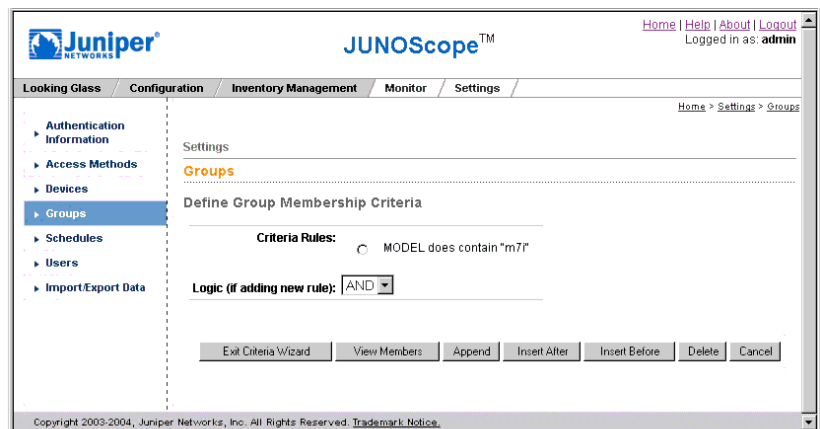 Juniper®
NETWORKS
JUNOScope™
Home | Help | About | Logout
Logged in as: admin
Looking Glass / Configuration / Inventory Management / Monitor / Settings /
Home > Settings > Groups
Authentication
Information
Access Methods
Devices
Groups
Schedules
Users
Import/Export Data
Settings
Groups
Define Group Membership Criteria
Criteria Rules:
MODEL does contain "m7i"
Logic (if adding new rule): AND
Exit Criteria Wizard View Members Append Insert After Insert Before Delete Cancel
Copyright 2003-2004, Juniper Networks, Inc. All Rights Reserved. Trademark Notice.